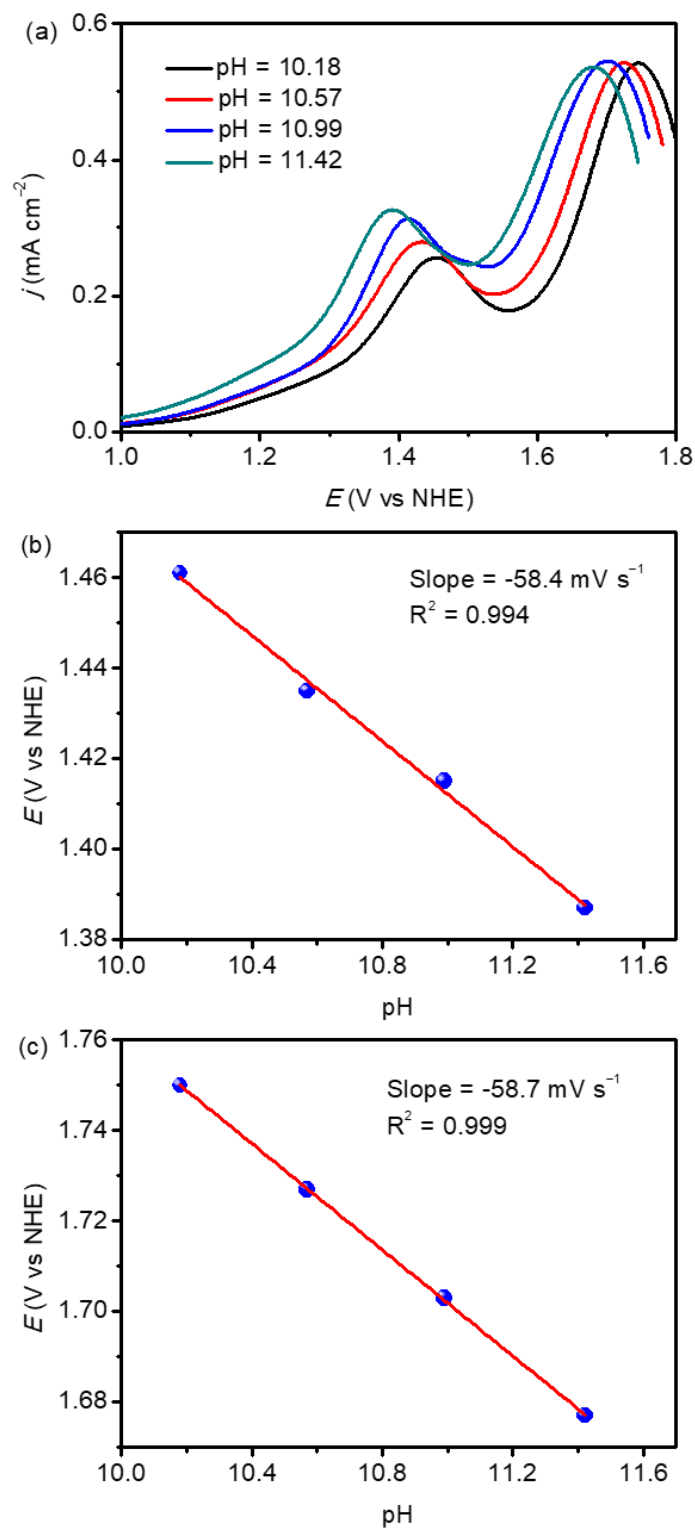 (a)
0.6
0.4
0.2
0.0
j (mA cm⁻²)
pH = 10.18
pH = 10.57
pH = 10.99
pH = 11.42
1.0 1.2 1.4 1.6 1.8
E (V vs NHE)
(b)
1.46
1.44
1.42
1.40
1.38
E (V vs NHE)
Slope = -58.4 mV s⁻¹
R² = 0.994
10.0 10.4 10.8 11.2 11.6
pH
(c)
1.76
1.74
1.72
1.70
1.68
E (V vs NHE)
Slope = -58.7 mV s⁻¹
R² = 0.999
10.0 10.4 10.8 11.2 11.6
pH